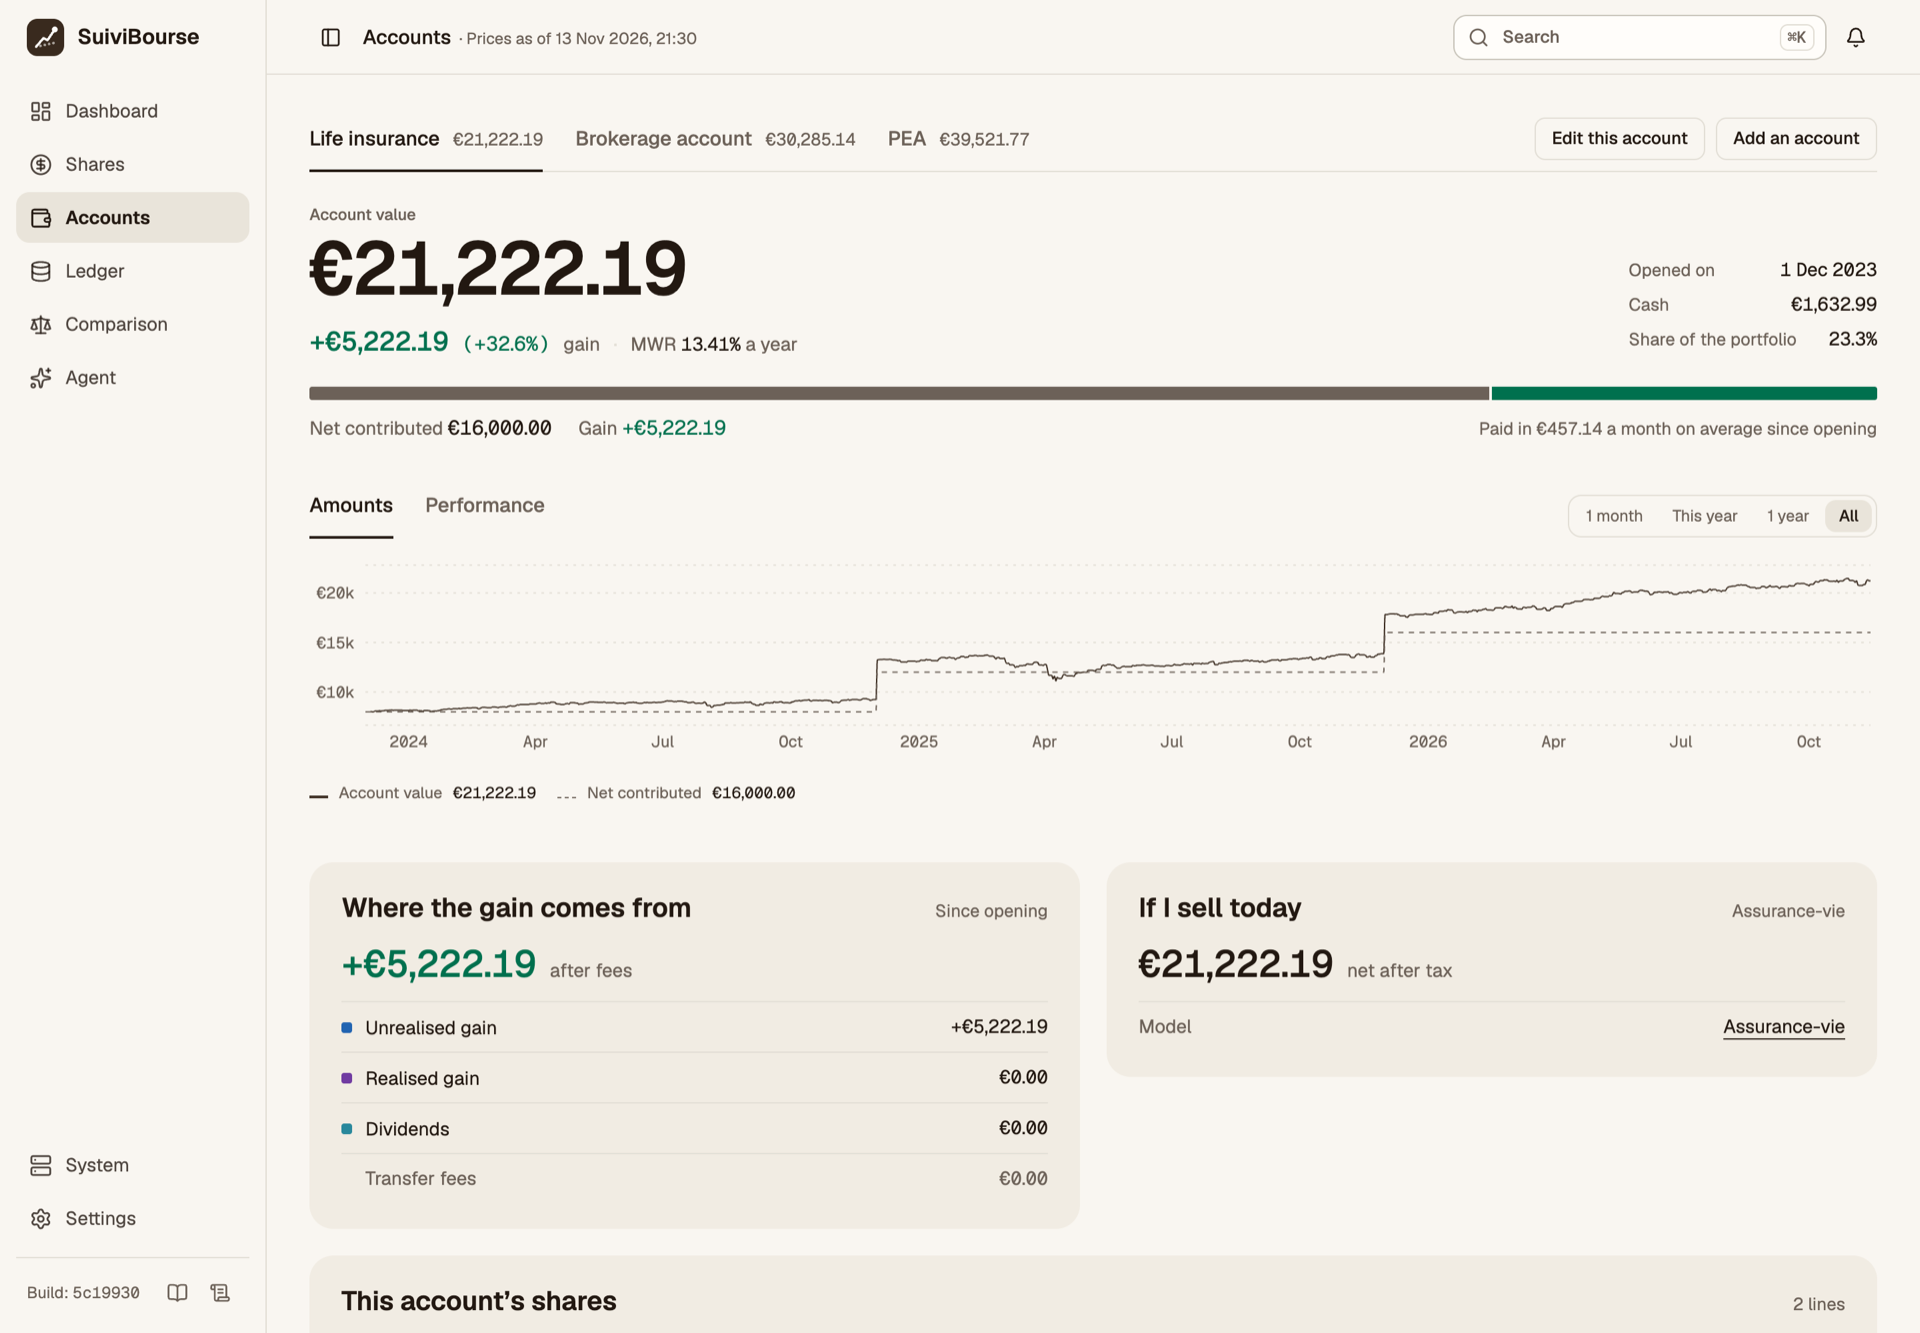 SuiviBourse
Dashboard
Shares
Accounts
Ledger
Comparison
Agent
System
Settings
Build: 5c19930
Accounts · Prices as of 13 Nov 2026, 21:30
Search ⌘K
Life insurance €21,222.19 Brokerage account €30,285.14 PEA €39,521.77
Edit this account Add an account
Account value
€21,222.19
+€5,222.19 (+32.6%) gain · MWR 13.41% a year
Opened on 1 Dec 2023
Cash €1,632.99
Share of the portfolio 23.3%
Net contributed €16,000.00 Gain +€5,222.19
Paid in €457.14 a month on average since opening
Amounts Performance
1 month This year 1 year All
€20k
€15k
€10k
2024 Apr Jul Oct 2025 Apr Jul Oct 2026 Apr Jul Oct
Account value €21,222.19 Net contributed €16,000.00
Where the gain comes from Since opening
+€5,222.19 after fees
Unrealised gain +€5,222.19
Realised gain €0.00
Dividends €0.00
Transfer fees €0.00
If I sell today Assurance-vie
€21,222.19 net after tax
Model Assurance-vie
This account’s shares 2 lines